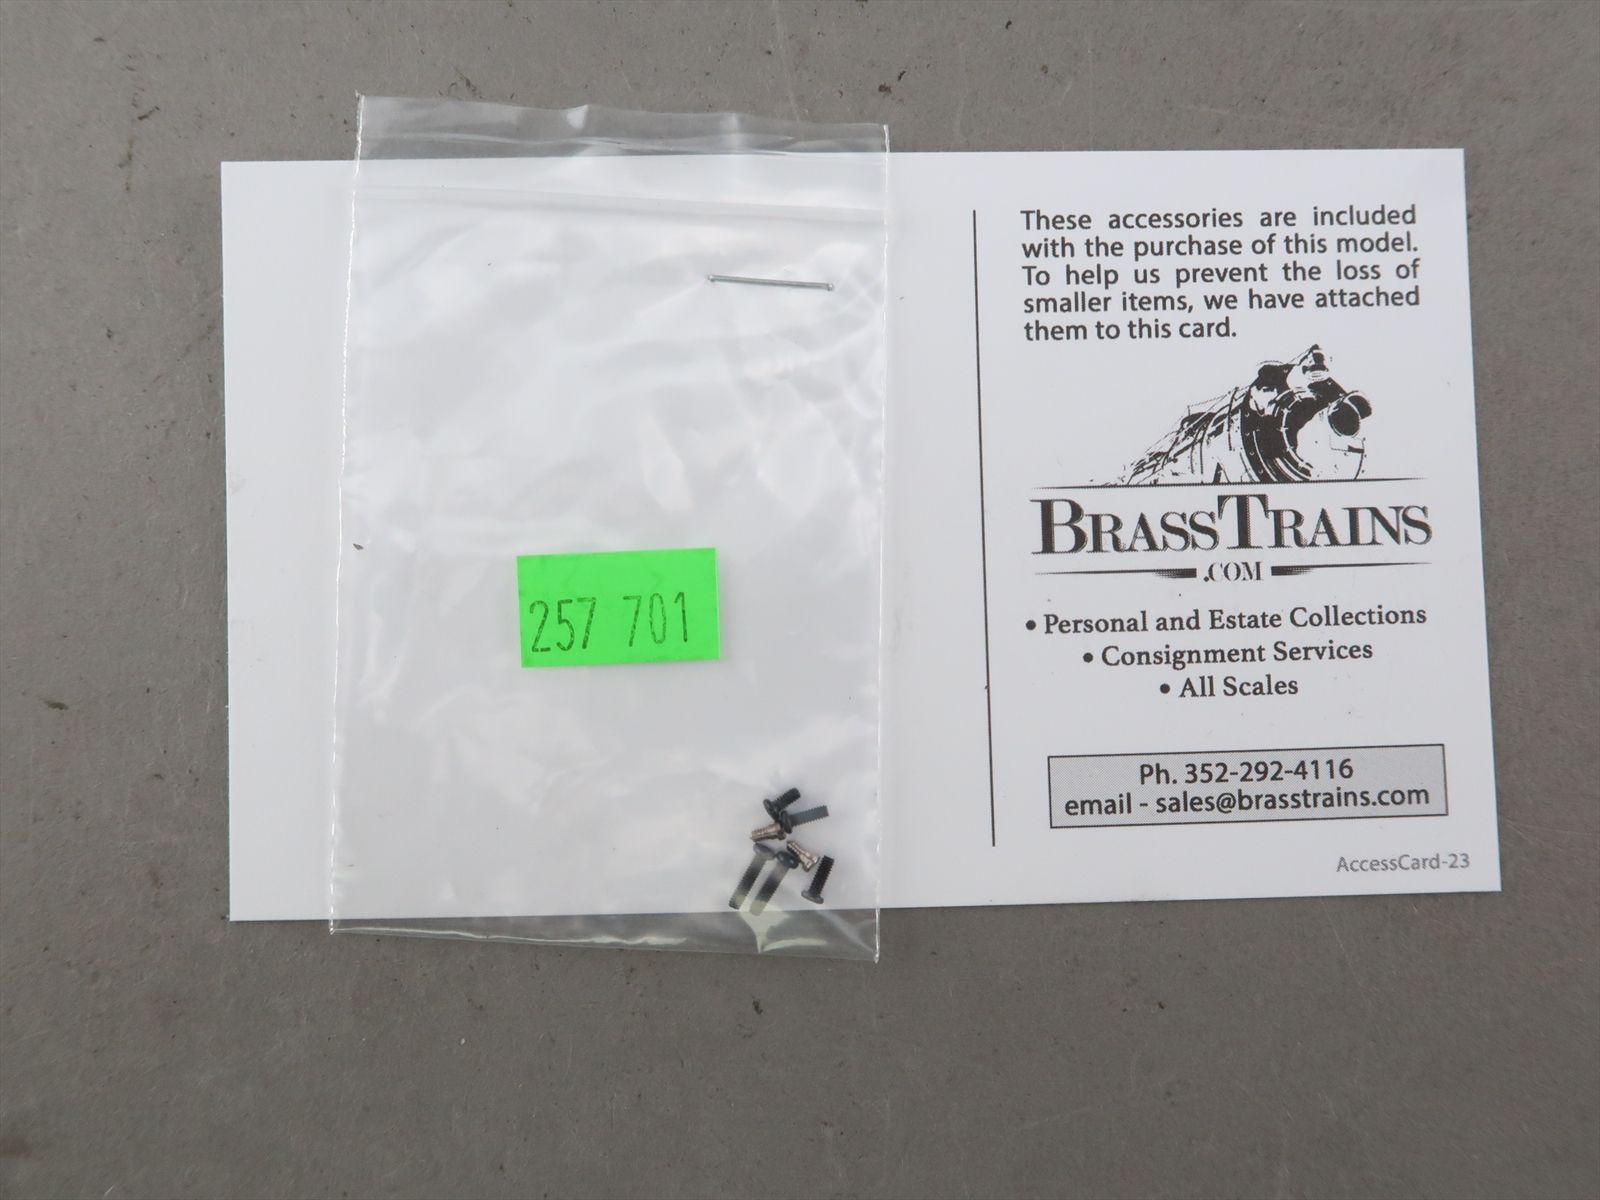 257 701
These accessories are included
with the purchase of this model.
To help us prevent the loss of
smaller items, we have attached
them to this card.
BRASSTRAINS
.COM
• Personal and Estate Collections
• Consignment Services
• All Scales
Ph. 352-292-4116
email - sales@brasstrains.com
AccessCard-23